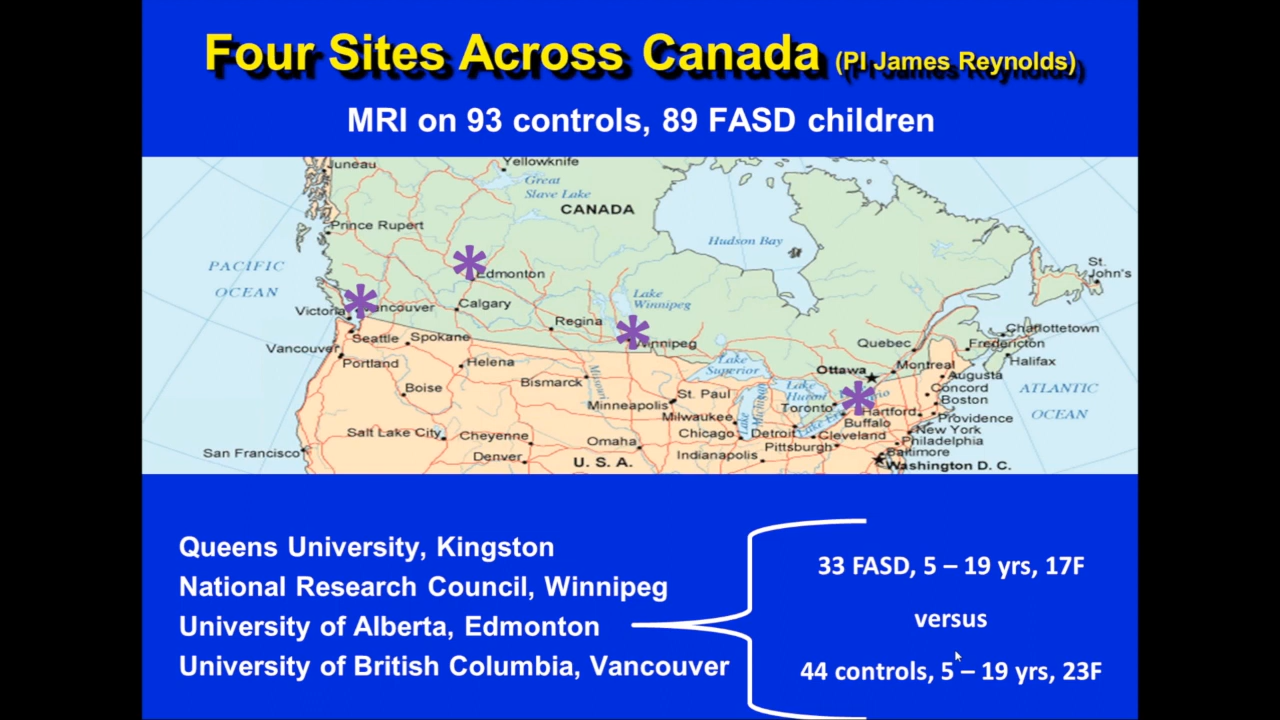 Four Sites Across Canada (PI James Reynolds)
MRI on 93 controls, 89 FASD children
Juneau
Yellowknife
Great
Slave Lake
CANADA
Prince Rupert
Hudson Bay
PACIFIC
OCEAN
St.
John's
Edmonton
Lake
Winnipeg
Calgary
Victoria
Vancouver
Regina
Winnipeg
Charlottetown
Seattle
Spokane
Quebec
Fredericton
Vancouver
Portland
Helena
Lake
Superior
Ottawa
Montreal
Halifax
Boise
Bismarck
Missouri
St. Paul
Lake
Huron
Augusta
Concord
ATLANTIC
OCEAN
Minneapolis
Lake
Michigan
Toronto
Boston
Milwaukee
Hartford
Providence
Salt Lake City
Cheyenne
Omaha
Chicago
Detroit
Buffalo
Cleveland
New York
Philadelphia
San Francisco
Denver
U. S. A.
Indianapolis
Pittsburgh
Baltimore
Washington D. C.
Queens University, Kingston
National Research Council, Winnipeg
University of Alberta, Edmonton
University of British Columbia, Vancouver
33 FASD, 5 – 19 yrs, 17F
versus
44 controls, 5 – 19 yrs, 23F